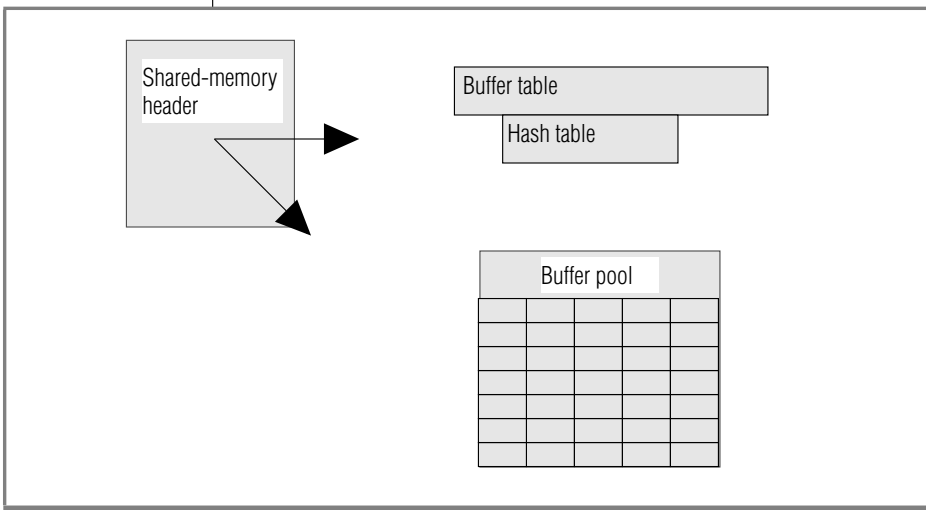 Shared-memory
header
Buffer table
Hash table
Buffer pool